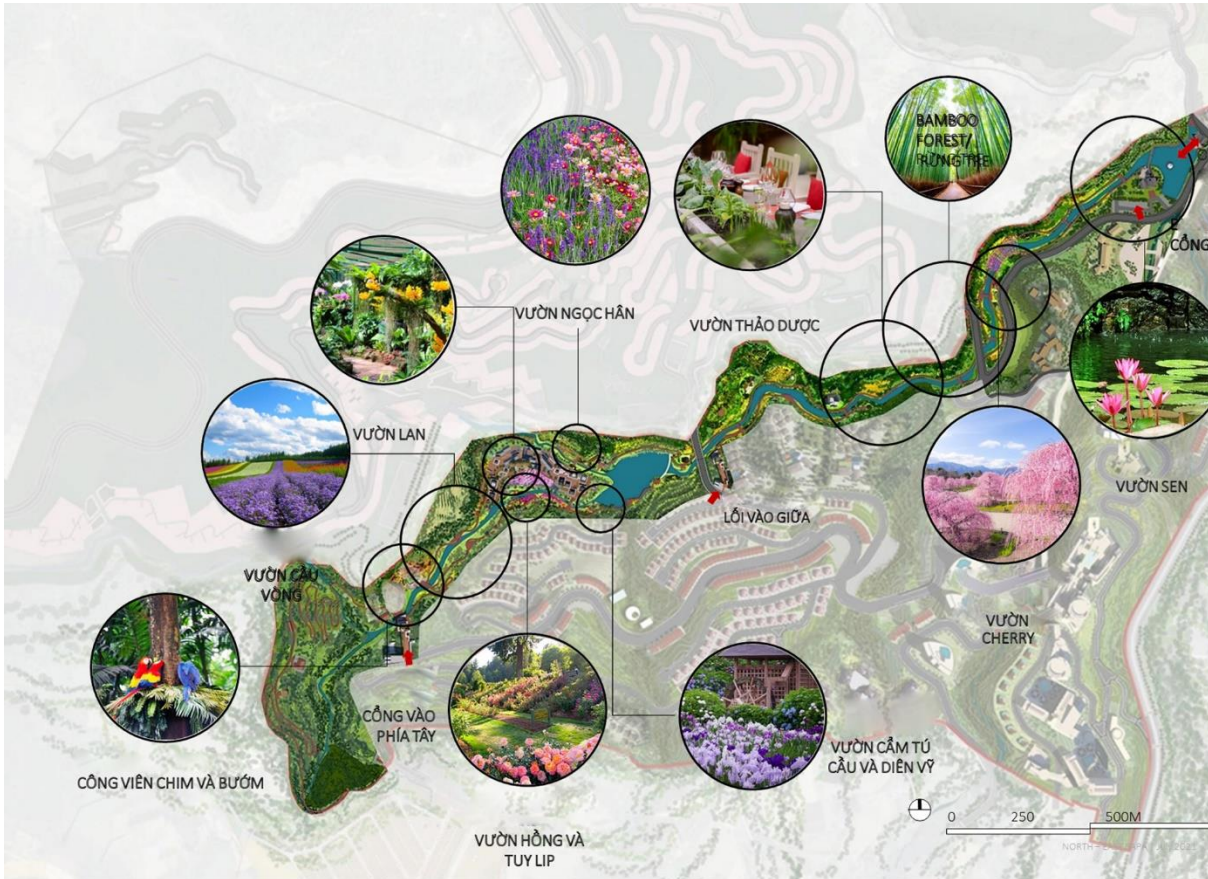 BAMBOO
FOREST/
RỪNG TRE
CỔNG
VƯỜN NGỌC HÂN
VƯỜN THẢO DƯỢC
VƯỜN LAN
VƯỜN SEN
LỐI VÀO GIỮA
VƯỜN CẦU
VỒNG
VƯỜN
CHERRY
CỔNG VÀO
PHÍA TÂY
VƯỜN CẨM TÚ
CẦU VÀ DIÊN VỸ
CÔNG VIÊN CHIM VÀ BƯỚM
0 250 500M
VƯỜN HỒNG VÀ
TUY LIP